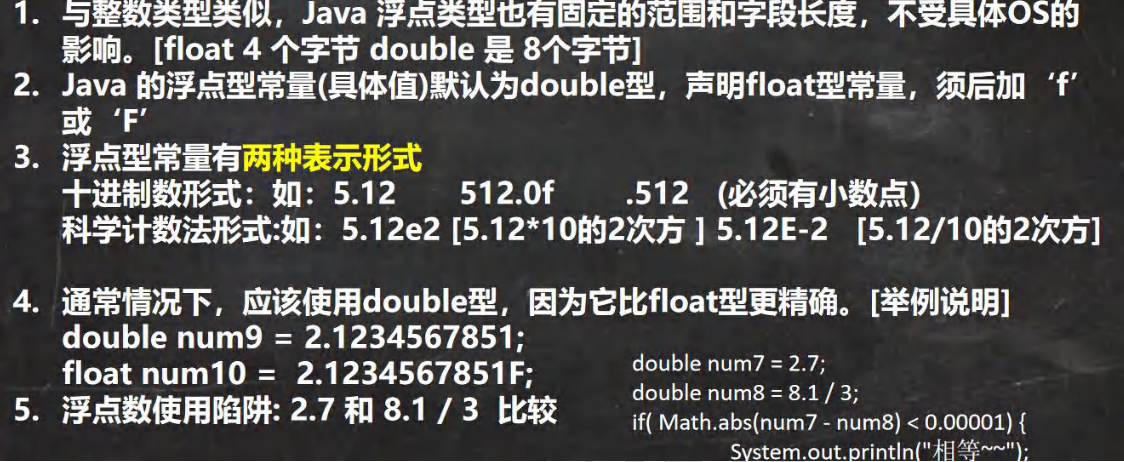 1. 与整数类型类似，Java 浮点类型也有固定的范围和字段长度，不受具体OS的
影响。[float 4 个字节 double 是 8个字节]
2. Java 的浮点型常量(具体值)默认为double型，声明float型常量，须后加‘f’
或‘F’
3. 浮点型常量有两种表示形式
十进制数形式：如：5.12 512.0f .512 (必须有小数点）
科学计数法形式:如：5.12e2 [5.12*10的2次方 ] 5.12E-2 [5.12/10的2次方]
4. 通常情况下，应该使用double型，因为它比float型更精确。[举例说明]
double num9 = 2.1234567851;
float num10 = 2.1234567851F;
5. 浮点数使用陷阱: 2.7 和 8.1 / 3 比较
double num7 = 2.7;
double num8 = 8.1 / 3;
if( Math.abs(num7 - num8) < 0.00001) {
System.out.println("相等~~");